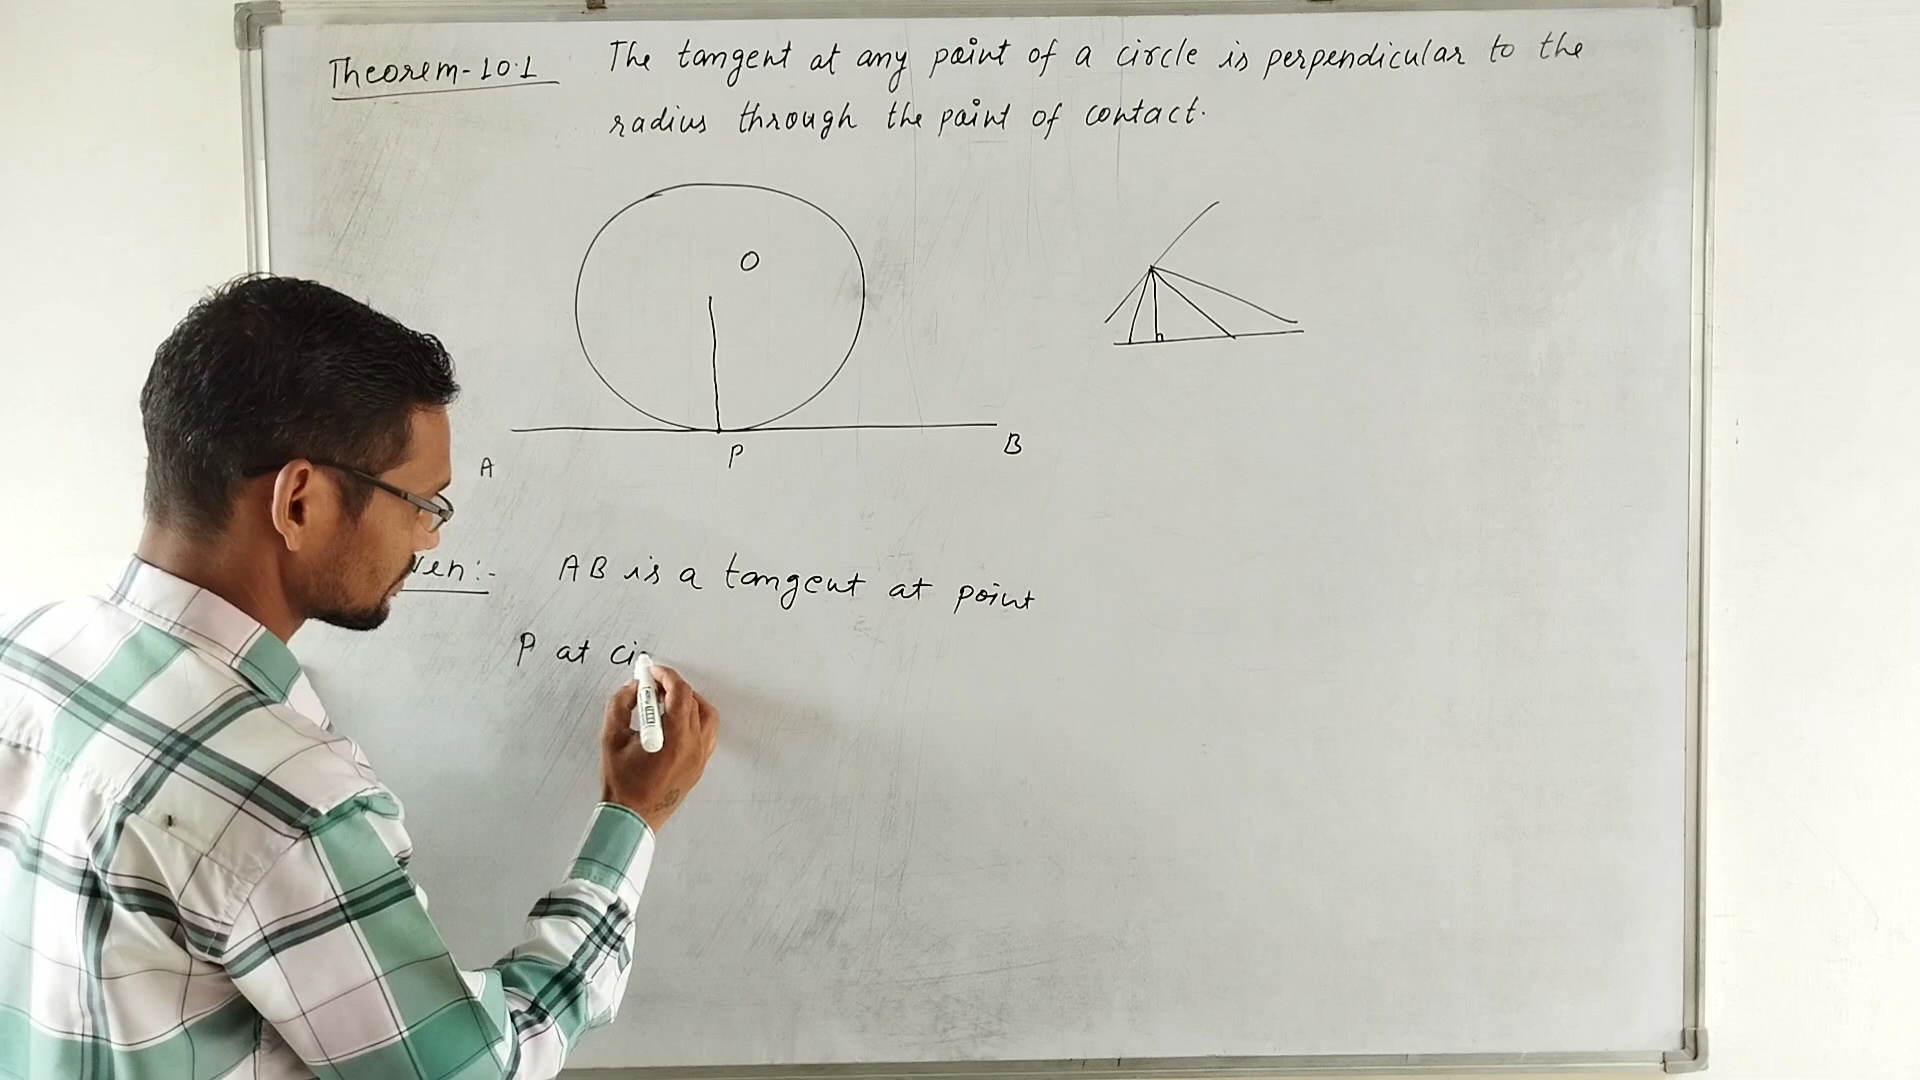 Theorem-10.1 The tangent at any point of a circle is perpendicular to the
radius through the point of contact.
O
A P B
ven:- AB is a tangent at point
P at ci